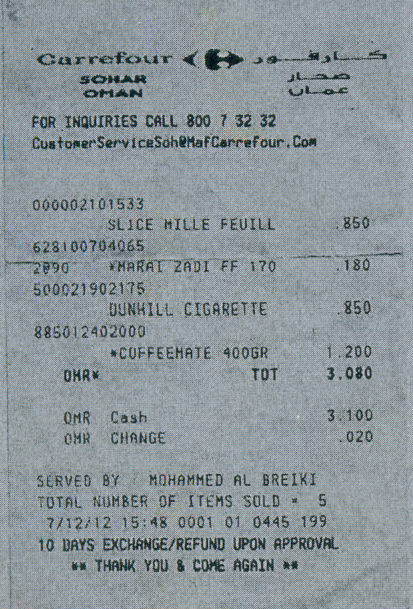 Carrefour كارفور
SOHAR صحار
OMAN عمان
FOR INQUIRIES CALL 800 7 32 32
CustomerServiceSoh@MafCarrefour.Com
000002101533
SLICE MILLE FEUILL .850
628100704065
2890 *MARAI ZADI FF 170 .180
500021902175
DUNHILL CIGARETTE .850
885012402000
*COFFEEMATE 400GR 1.200
OMR* TOT 3.080
OMR Cash 3.100
OMR CHANGE .020
SERVED BY MOHAMMED AL BREIKI
TOTAL NUMBER OF ITEMS SOLD = 5
7/12/12 15:48 0001 01 0445 199
10 DAYS EXCHANGE/REFUND UPON APPROVAL
** THANK YOU & COME AGAIN **